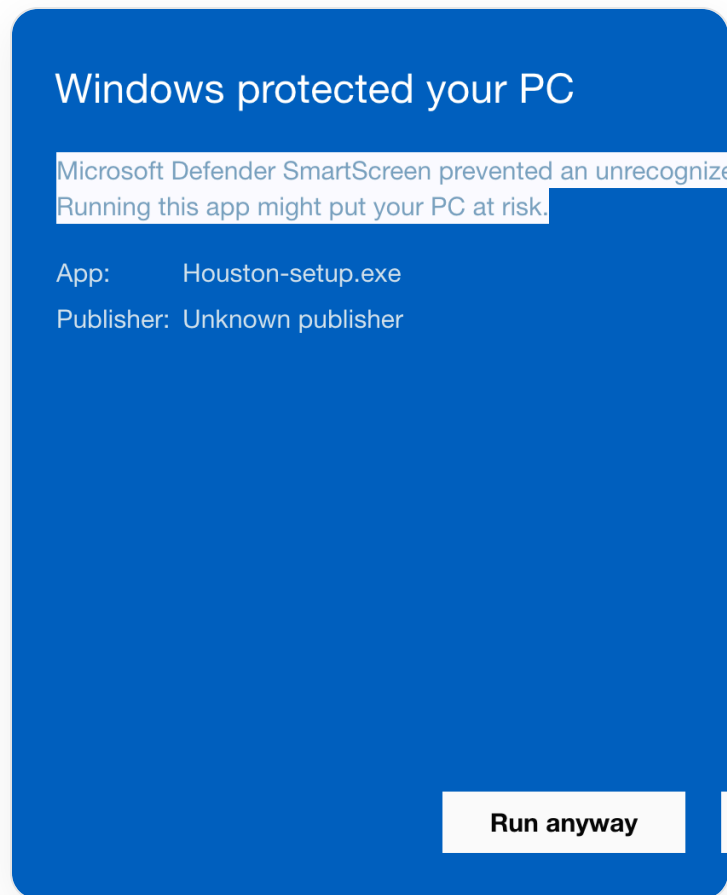 Windows protected your PC
Microsoft Defender SmartScreen prevented an unrecognize
Running this app might put your PC at risk.
App: Houston-setup.exe
Publisher: Unknown publisher
Run anyway